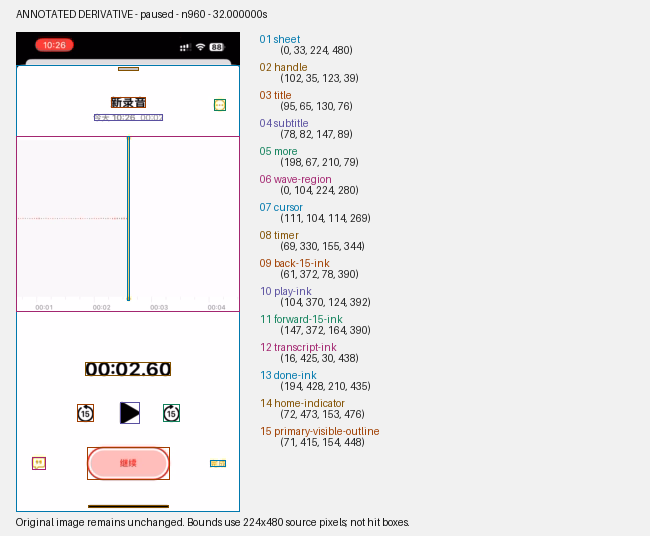 ANNOTATED DERIVATIVE - paused - n960 - 32.000000s
10:26
88
新录音
今天 10:26 00:02
00:01 00:02 00:03 00:04
00:02.60
15
15
继续
01 sheet
(0, 33, 224, 480)
02 handle
(102, 35, 123, 39)
03 title
(95, 65, 130, 76)
04 subtitle
(78, 82, 147, 89)
05 more
(198, 67, 210, 79)
06 wave-region
(0, 104, 224, 280)
07 cursor
(111, 104, 114, 269)
08 timer
(69, 330, 155, 344)
09 back-15-ink
(61, 372, 78, 390)
10 play-ink
(104, 370, 124, 392)
11 forward-15-ink
(147, 372, 164, 390)
12 transcript-ink
(16, 425, 30, 438)
13 done-ink
(194, 428, 210, 435)
14 home-indicator
(72, 473, 153, 476)
15 primary-visible-outline
(71, 415, 154, 448)
Original image remains unchanged. Bounds use 224x480 source pixels; not hit boxes.